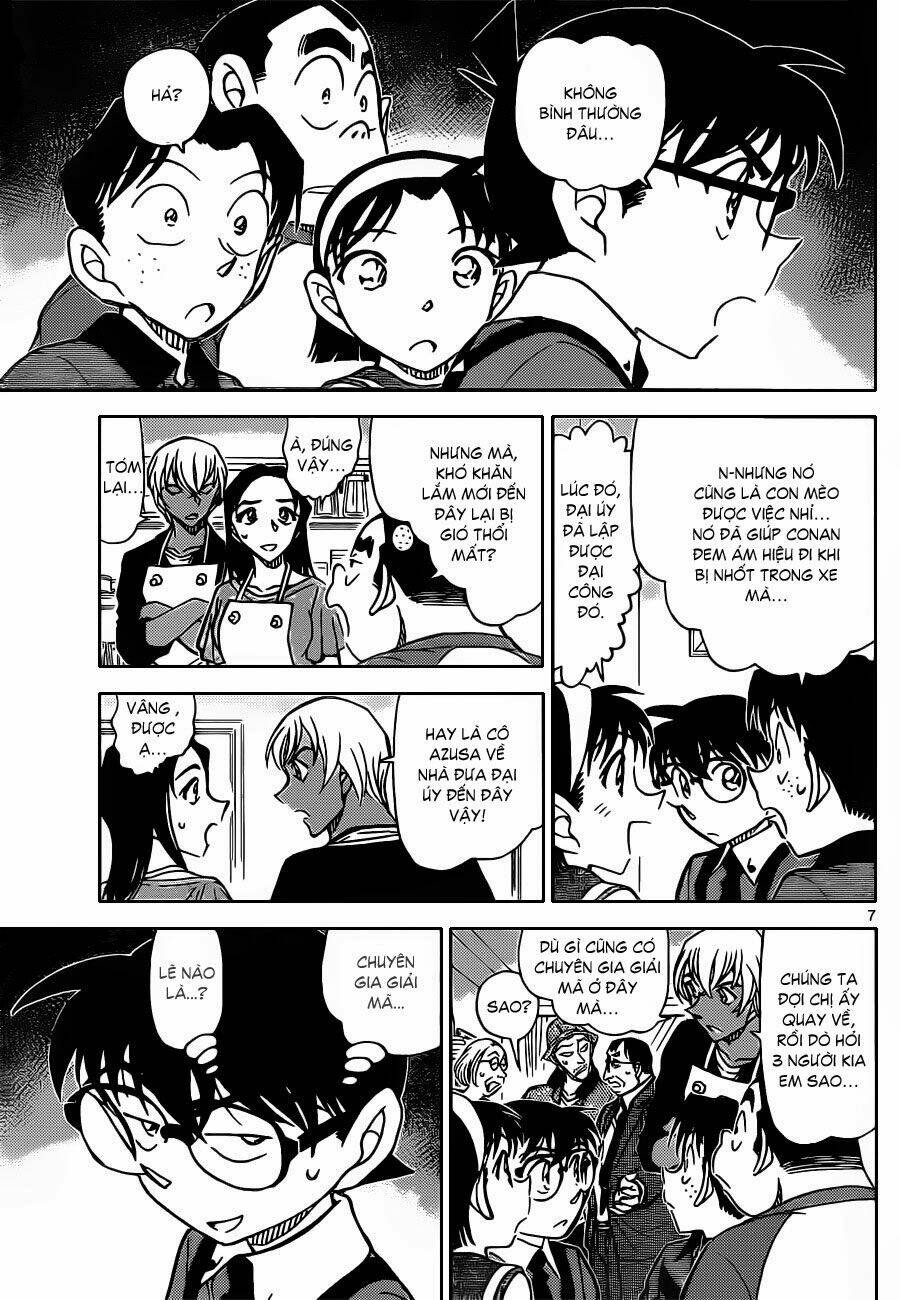 KHÔNG
BÌNH THƯỜNG
ĐÂU...
HẢ?
N-NHƯNG NÓ
CŨNG LÀ CON MÈO
ĐƯỢC VIỆC NHỈ...
NÓ ĐÃ GIÚP CONAN
ĐEM ÁM HIỆU ĐI KHI
BỊ NHỐT TRONG XE
MÀ...
LÚC ĐÓ,
ĐẠI ÚY
ĐÃ LẬP
ĐƯỢC
ĐẠI
CÔNG
ĐÓ.
NHƯNG MÀ,
KHÓ KHĂN
LẮM MỚI ĐẾN
ĐÂY LẠI BỊ
GIÓ THỔI
MẤT?
À, ĐÚNG
VẬY...
TÓM
LẠI...
HAY LÀ CÔ
AZUSA VỀ
NHÀ ĐƯA ĐẠI
ÚY ĐẾN ĐÂY
VẬY!
VÂNG,
ĐƯỢC
Ạ...
7
CHÚNG TA
ĐỢI CHỊ ẤY
QUAY VỀ,
RỒI DÒ HỎI
3 NGƯỜI KIA
EM SAO...
DÙ GÌ CŨNG CÓ
CHUYÊN GIA GIẢI
MÃ Ở ĐÂY
MÀ...
SAO?
CHUYÊN
GIA GIẢI
MÃ...
LẼ NÀO
LÀ...?